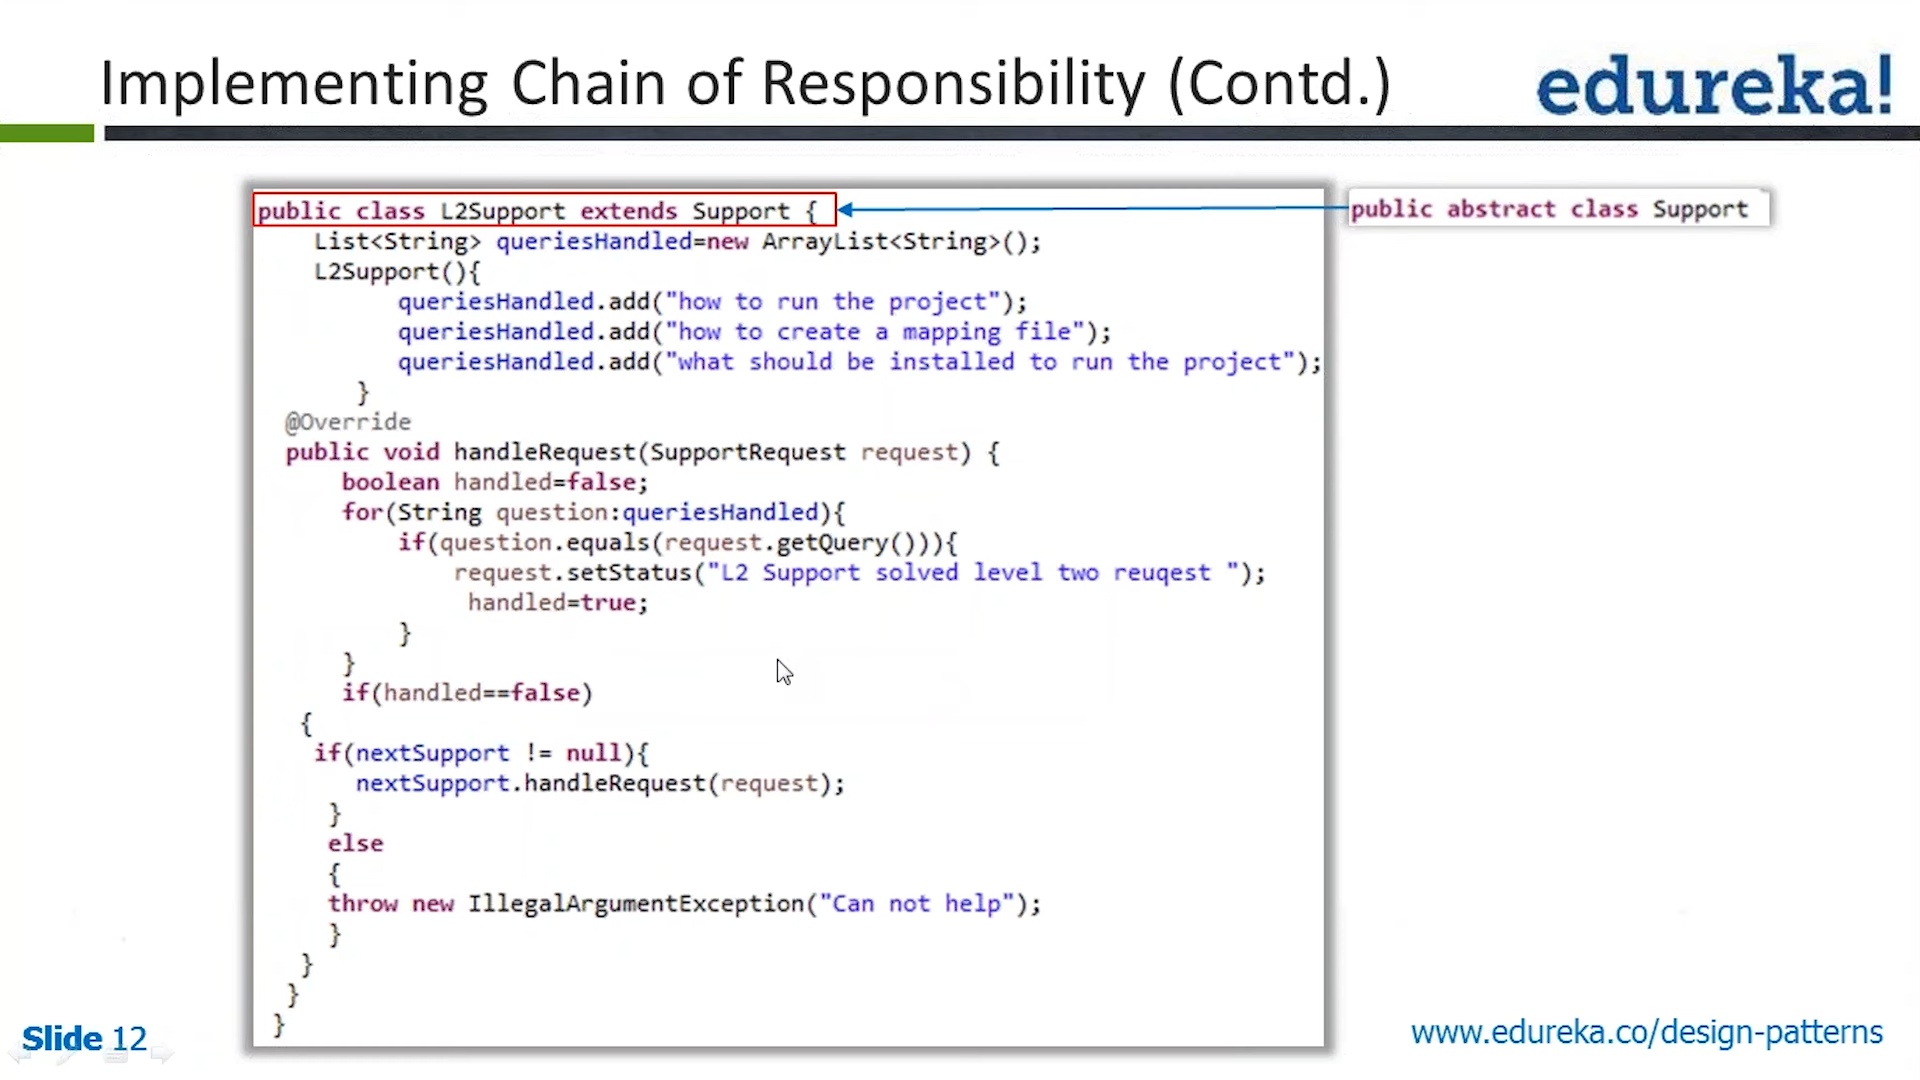 Implementing Chain of Responsibility (Contd.)
edureka!
public class L2Support extends Support {
public abstract class Support
List<String> queriesHandled=new ArrayList<String>();
L2Support(){
queriesHandled.add("how to run the project");
queriesHandled.add("how to create a mapping file");
queriesHandled.add("what should be installed to run the project");
}
@Override
public void handleRequest(SupportRequest request) {
boolean handled=false;
for(String question:queriesHandled){
if(question.equals(request.getQuery())){
request.setStatus("L2 Support solved level two reuqest ");
handled=true;
}
}
if(handled==false)
{
if(nextSupport != null){
nextSupport.handleRequest(request);
}
else
{
throw new IllegalArgumentException("Can not help");
}
}
}
}
Slide 12
www.edureka.co/design-patterns